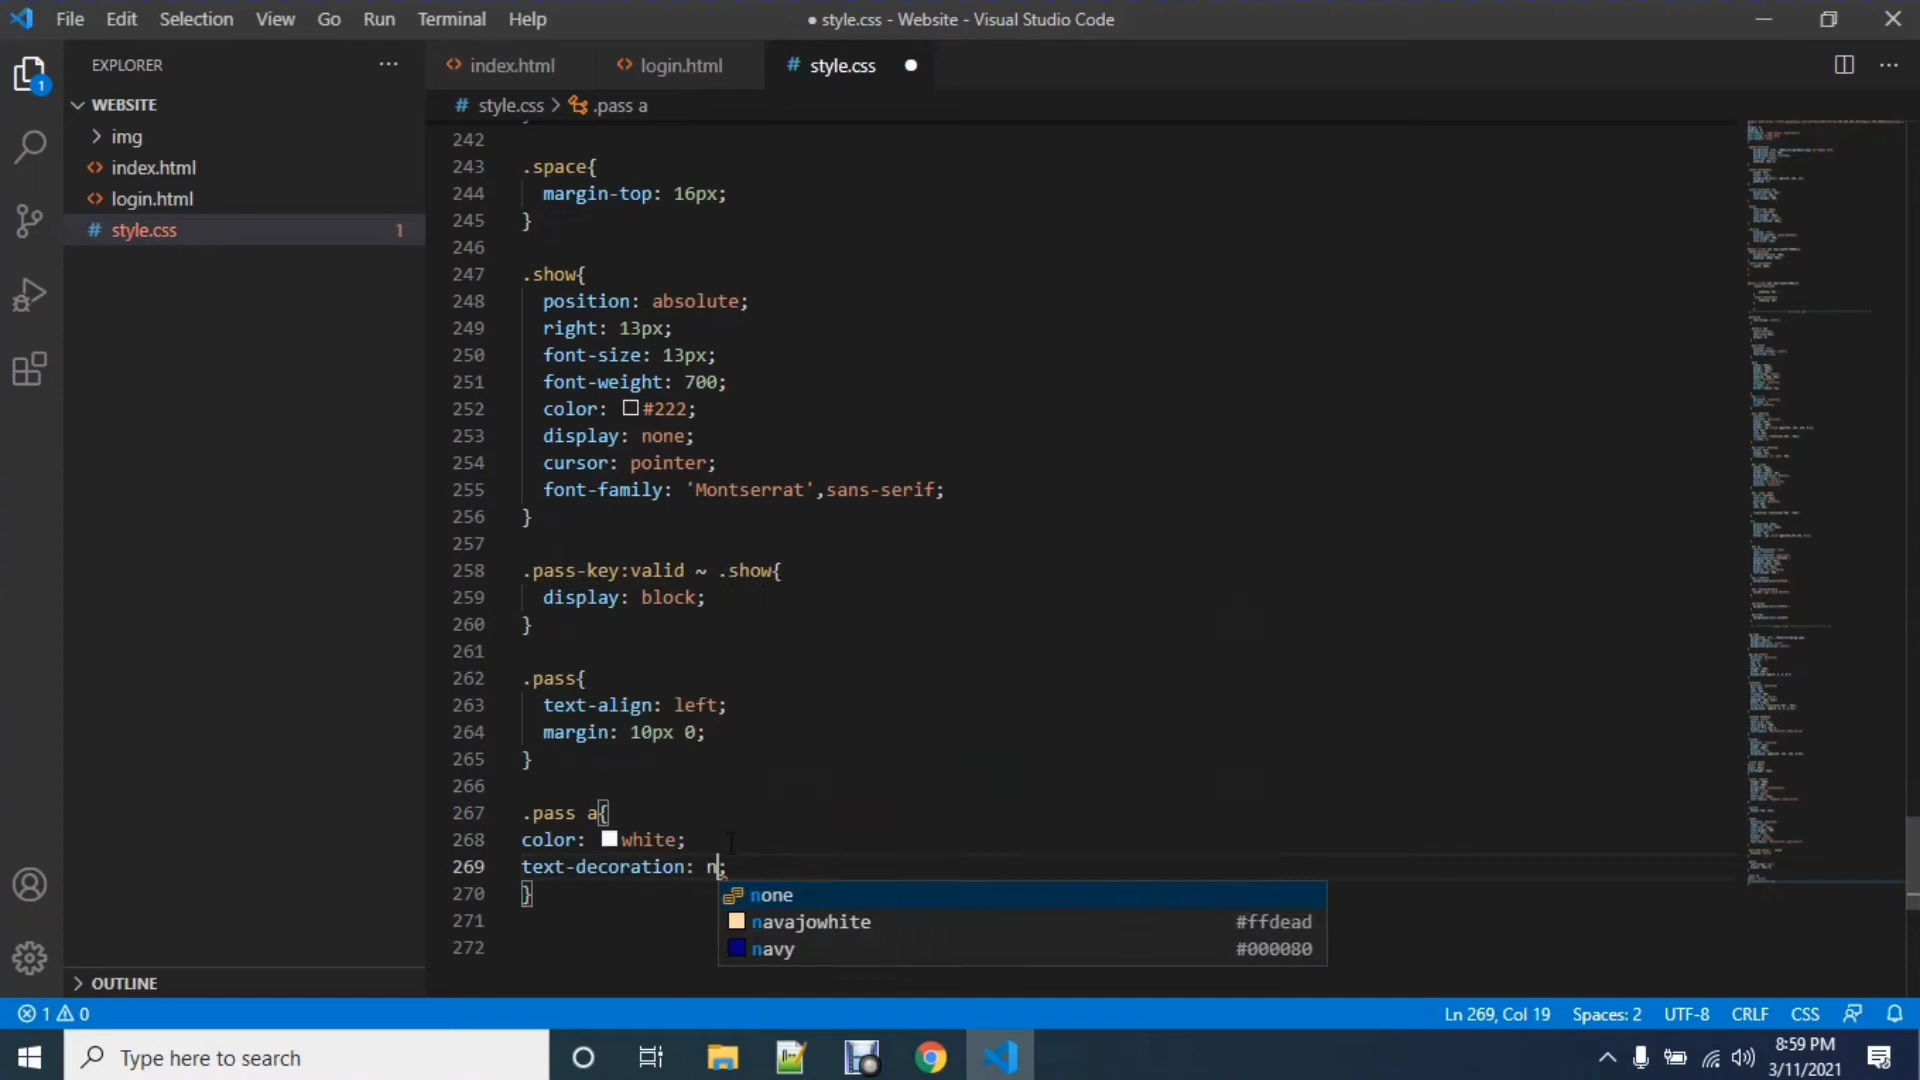 File Edit Selection View Go Run Terminal Help ● style.css - Website - Visual Studio Code
EXPLORER ··· index.html login.html # style.css ●
# style.css > .pass a
WEBSITE
img
index.html
login.html
# style.css 1
242
243 .space{
244 margin-top: 16px;
245 }
246
247 .show{
248 position: absolute;
249 right: 13px;
250 font-size: 13px;
251 font-weight: 700;
252 color: #222;
253 display: none;
254 cursor: pointer;
255 font-family: 'Montserrat',sans-serif;
256 }
257
258 .pass-key:valid ~ .show{
259 display: block;
260 }
261
262 .pass{
263 text-align: left;
264 margin: 10px 0;
265 }
266
267 .pass a{
268 color: white;
269 text-decoration: n;
270 }
271
272
none
navajowhite #ffdead
navy #000080
OUTLINE
1 0 Ln 269, Col 19 Spaces: 2 UTF-8 CRLF CSS
Type here to search
8:59 PM
3/11/2021